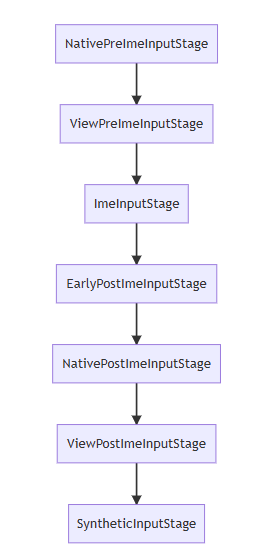 NativePreImeInputStage
ViewPreImeInputStage
ImeInputStage
EarlyPostImeInputStage
NativePostImeInputStage
ViewPostImeInputStage
SyntheticInputStage